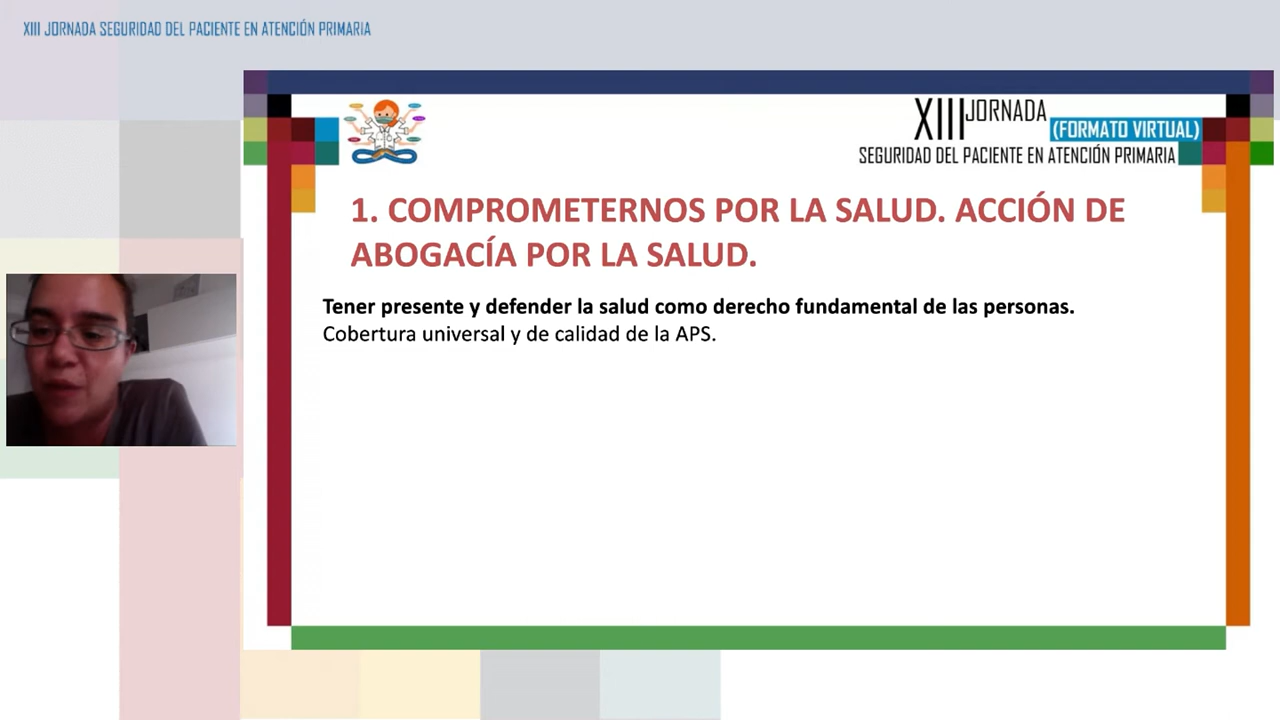 XIII JORNADA SEGURIDAD DEL PACIENTE EN ATENCIÓN PRIMARIA
XIII JORNADA
(FORMATO VIRTUAL)
SEGURIDAD DEL PACIENTE EN ATENCIÓN PRIMARIA
1. COMPROMETERNOS POR LA SALUD. ACCIÓN DE
ABOGACÍA POR LA SALUD.
Tener presente y defender la salud como derecho fundamental de las personas.
Cobertura universal y de calidad de la APS.